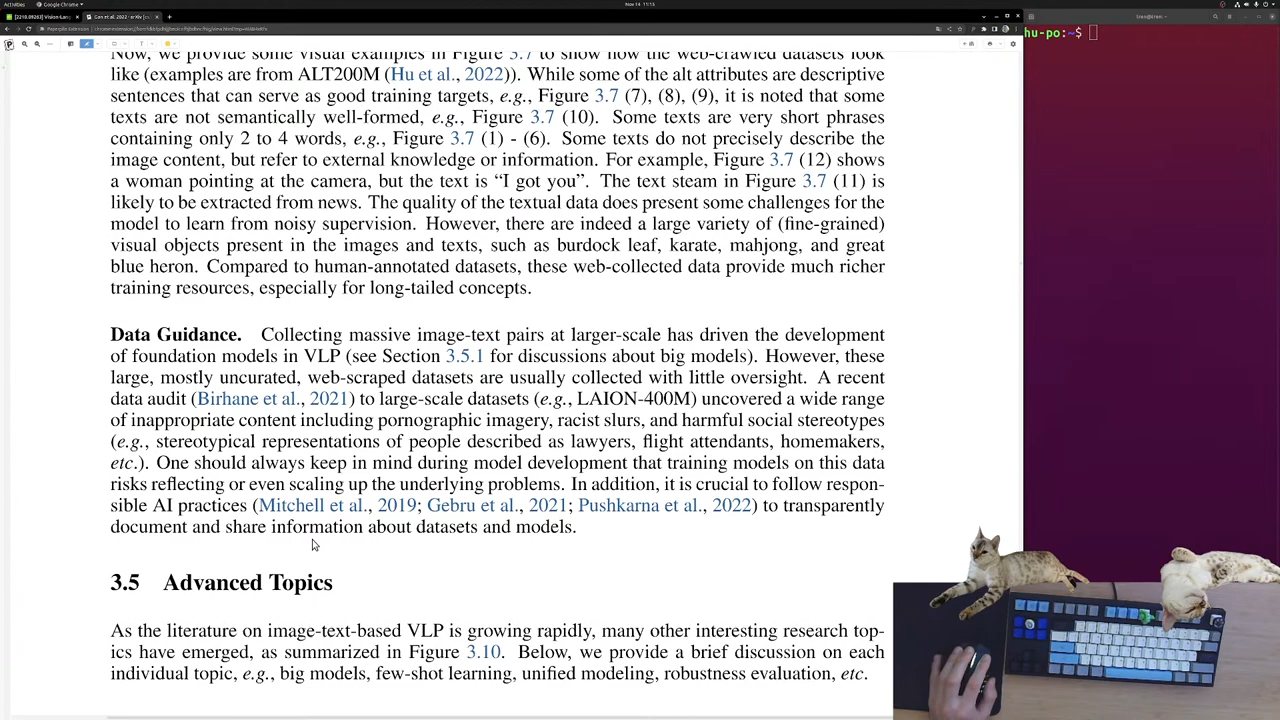 Activities
Google Chrome
Nov 14 11:15
[2210.09263] Vision-Lang
Gan et al. 2022 - arXiv
Paperpile Extension
tren@tren:
hu-po:~$
Now, we provide some visual examples in Figure 3.7 to show how the web-crawled datasets look
like (examples are from ALT200M (Hu et al., 2022)). While some of the alt attributes are descriptive
sentences that can serve as good training targets, e.g., Figure 3.7 (7), (8), (9), it is noted that some
texts are not semantically well-formed, e.g., Figure 3.7 (10). Some texts are very short phrases
containing only 2 to 4 words, e.g., Figure 3.7 (1) - (6). Some texts do not precisely describe the
image content, but refer to external knowledge or information. For example, Figure 3.7 (12) shows
a woman pointing at the camera, but the text is “I got you”. The text steam in Figure 3.7 (11) is
likely to be extracted from news. The quality of the textual data does present some challenges for the
model to learn from noisy supervision. However, there are indeed a large variety of (fine-grained)
visual objects present in the images and texts, such as burdock leaf, karate, mahjong, and great
blue heron. Compared to human-annotated datasets, these web-collected data provide much richer
training resources, especially for long-tailed concepts.
Data Guidance. Collecting massive image-text pairs at larger-scale has driven the development
of foundation models in VLP (see Section 3.5.1 for discussions about big models). However, these
large, mostly uncurated, web-scraped datasets are usually collected with little oversight. A recent
data audit (Birhane et al., 2021) to large-scale datasets (e.g., LAION-400M) uncovered a wide range
of inappropriate content including pornographic imagery, racist slurs, and harmful social stereotypes
(e.g., stereotypical representations of people described as lawyers, flight attendants, homemakers,
etc.). One should always keep in mind during model development that training models on this data
risks reflecting or even scaling up the underlying problems. In addition, it is crucial to follow respon-
sible AI practices (Mitchell et al., 2019; Gebru et al., 2021; Pushkarna et al., 2022) to transparently
document and share information about datasets and models.
3.5 Advanced Topics
As the literature on image-text-based VLP is growing rapidly, many other interesting research top-
ics have emerged, as summarized in Figure 3.10. Below, we provide a brief discussion on each
individual topic, e.g., big models, few-shot learning, unified modeling, robustness evaluation, etc.